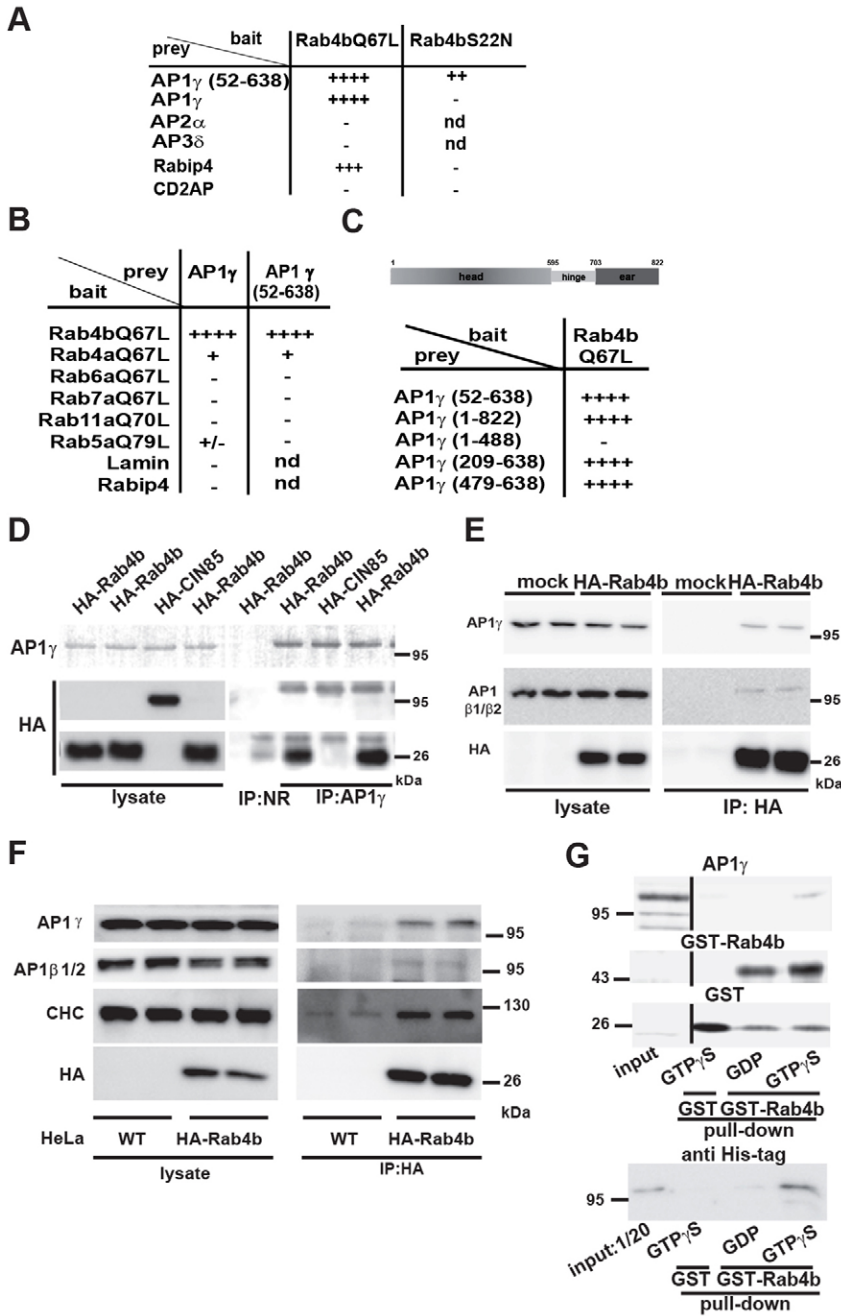 A
prey bait Rab4bQ67L Rab4bS22N
AP1γ (52-638) ++++ ++
AP1γ ++++ -
AP2α - nd
AP3δ - nd
Rabip4 +++ -
CD2AP - -
B
prey AP1γ AP1 γ
bait (52-638)
Rab4bQ67L ++++ ++++
Rab4aQ67L + +
Rab6aQ67L - -
Rab7aQ67L - -
Rab11aQ70L - -
Rab5aQ79L +/- -
Lamin - nd
Rabip4 - nd
C
1 595 703 822
head hinge ear
bait Rab4b
prey Q67L
AP1γ (52-638) ++++
AP1γ (1-822) ++++
AP1γ (1-488) -
AP1γ (209-638) ++++
AP1γ (479-638) ++++
D
HA-Rab4b HA-Rab4b HA-CIN85 HA-Rab4b HA-Rab4b HA-Rab4b HA-CIN85 HA-Rab4b
AP1γ 95
HA 95
26
kDa
lysate IP:NR IP:AP1γ
E
mock HA-Rab4b mock HA-Rab4b
AP1γ 95
AP1
β1/β2 95
HA 26
kDa
lysate IP: HA
F
AP1 γ 95
AP1β1/2 95
CHC 130
HA 26
kDa
HeLa WT HA-Rab4b WT HA-Rab4b
lysate IP:HA
G
AP1γ
95
GST-Rab4b
43
GST
26
input GTPγS GDP GTPγS
GST GST-Rab4b
pull-down
anti His-tag
95
input:1/20 GTPγS GDP GTPγS
GST GST-Rab4b
pull-down